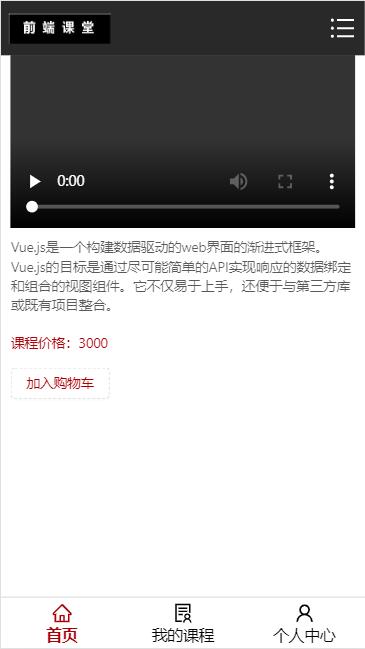 前端课堂
0:00
Vue.js是一个构建数据驱动的web界面的渐进式框架。
Vue.js的目标是通过尽可能简单的API实现响应的数据绑定
和组合的视图组件。它不仅易于上手，还便于与第三方库
或既有项目整合。
课程价格：3000
加入购物车
首页 我的课程 个人中心